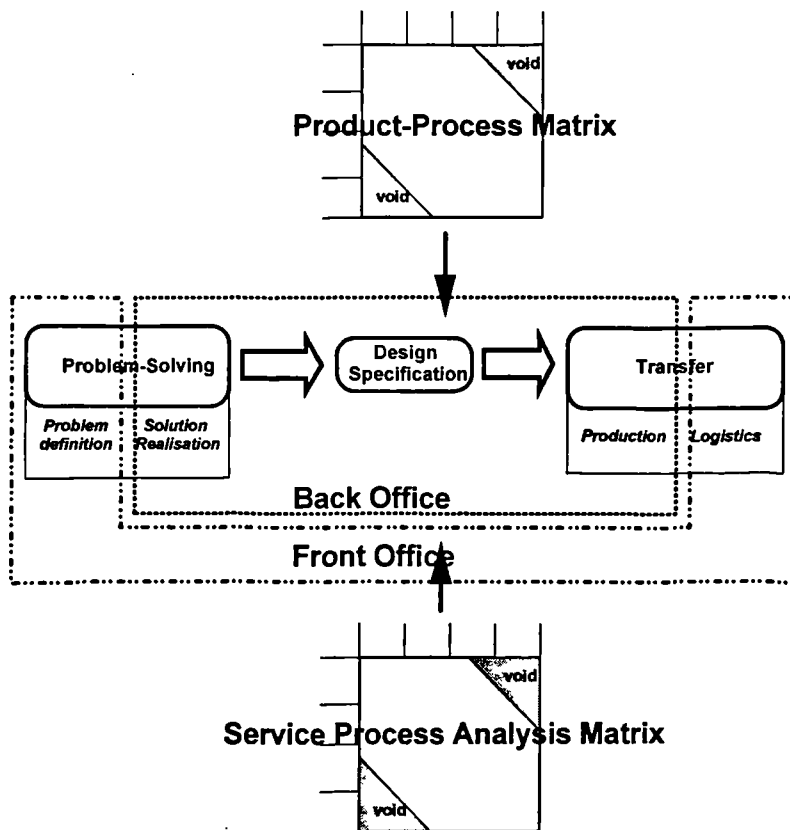 void
Product-Process Matrix
void
Problem-Solving
Design
Specification
Transfer
Problem
definition
Solution
Realisation
Production
Logistics
Back Office
Front Office
void
Service Process Analysis Matrix
void